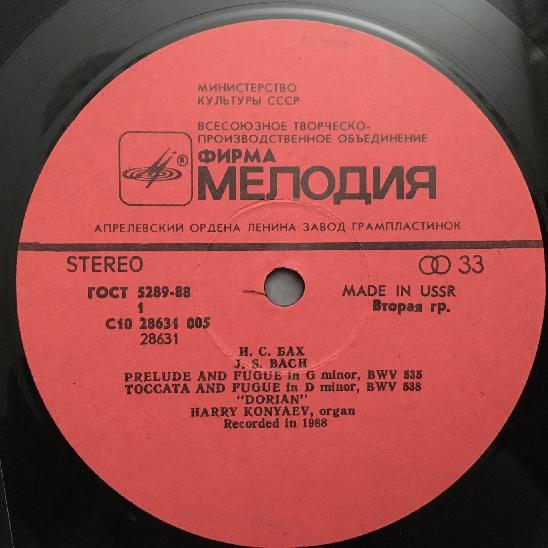 МИНИСТЕРСТВО
КУЛЬТУРЫ СССР
ВСЕСОЮЗНОЕ ТВОРЧЕСКО-
ПРОИЗВОДСТВЕННОЕ ОБЪЕДИНЕНИЕ
®
ФИРМА
МЕЛОДИЯ
АПРЕЛЕВСКИЙ ОРДЕНА ЛЕНИНА ЗАВОД ГРАМПЛАСТИНОК
STEREO
33
ГОСТ 5289-88
MADE IN USSR
1
Вторая гр.
С10 28631 005
28631
И. С. БАХ
J. S. BACH
PRELUDE AND FUGUE in G minor, BWV 535
TOCCATA AND FUGUE in D minor, BWV 538
"DORIAN"
HARRY KONYAEV, organ
Recorded in 1988